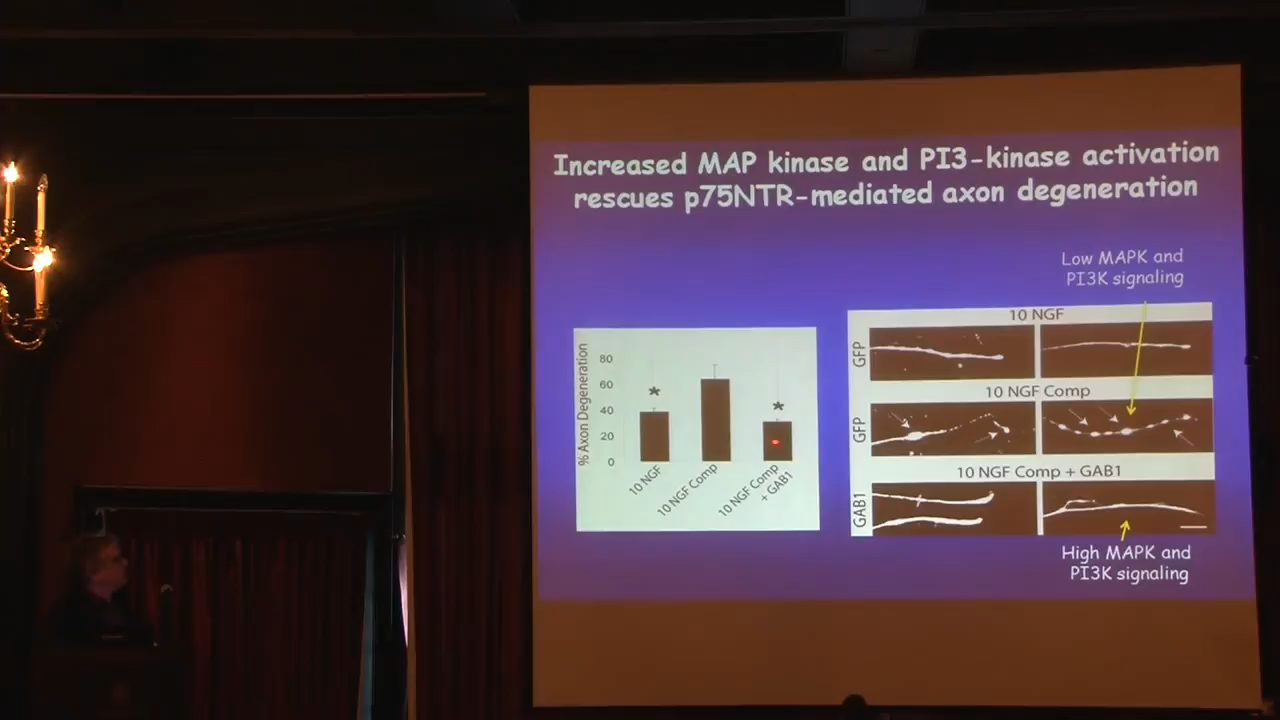 Increased MAP kinase and PI3-kinase activation
rescues p75NTR-mediated axon degeneration
Low MAPK and
PI3K signaling
% Axon Degeneration
80
60
40
20
0
*
*
10 NGF
10 NGF Comp
10 NGF Comp
+ GAB1
10 NGF
GFP
10 NGF Comp
GFP
10 NGF Comp + GAB1
GAB1
High MAPK and
PI3K signaling